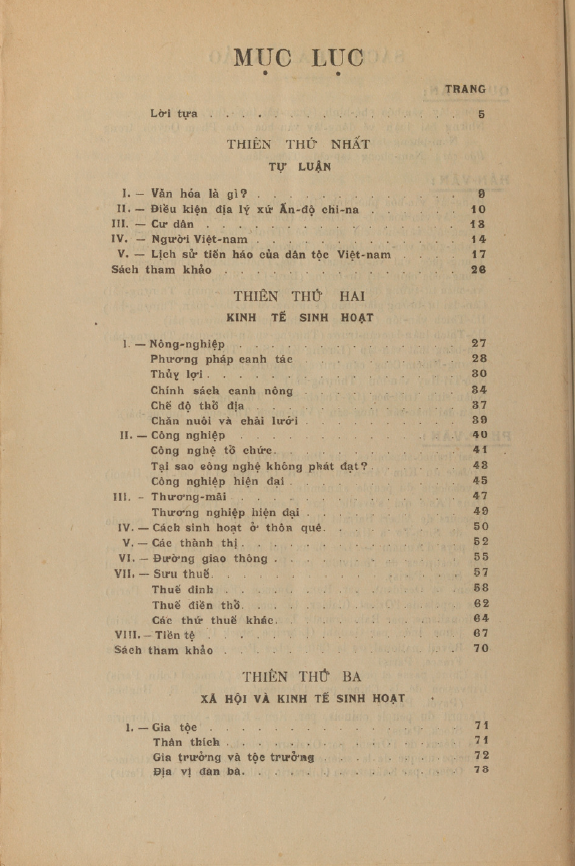 MỤC LỤC
TRANG
Lời tựa . . . . . . . . . . 5
THIÊN THỨ NHẤT
TỰ LUẬN
I. — Văn hóa là gì? . . . . . . . . . . 9
II. — Điều kiện địa lý xứ Ấn-độ chi-na . . . . . . 10
III. — Cư dân . . . . . . . . . . 13
IV. — Người Việt-nam . . . . . . . . . . 14
V. — Lịch sử tiến háo của dân tộc Việt-nam . . . . 17
Sách tham khảo . . . . . . . . . . 26
THIÊN THỨ HAI
KINH TẾ SINH HOẠT
I. — Nông-nghiệp . . . . . . . . . . 27
Phương pháp canh tác . . . . . . . . 28
Thủy lợi . . . . . . . . . . 30
Chính sách canh nông . . . . . . . . 34
Chế độ thổ địa . . . . . . . . . . 37
Chăn nuôi và chài lưới . . . . . . . . 39
II. — Công nghiệp . . . . . . . . . . 40
Công nghệ tổ chức . . . . . . . . . . 41
Tại sao công nghệ không phát đạt? . . . . . . 43
Công nghiệp hiện đại . . . . . . . . 45
III. — Thương-mãi . . . . . . . . . . 47
Thương nghiệp hiện đại . . . . . . . . 49
IV. — Cách sinh hoạt ở thôn quê . . . . . . . . 50
V. — Các thành thị . . . . . . . . . . 52
VI. — Đường giao thông . . . . . . . . . . 55
VII. — Sưu thuế . . . . . . . . . . 57
Thuế đinh . . . . . . . . . . 58
Thuế điền thổ . . . . . . . . . . 62
Các thứ thuế khác . . . . . . . . . . 64
VIII. — Tiền tệ . . . . . . . . . . 67
Sách tham khảo . . . . . . . . . . 70
THIÊN THỨ BA
XÃ HỘI VÀ KINH TẾ SINH HOẠT
I. — Gia tộc . . . . . . . . . . 71
Thân thích . . . . . . . . . . 71
Gia trưởng và tộc trưởng . . . . . . . . 72
Địa vị đàn bà . . . . . . . . . . 73